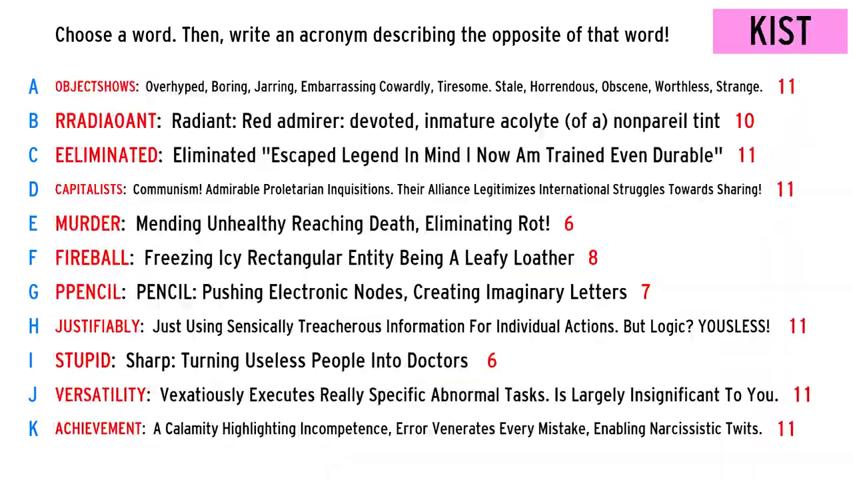 Choose a word. Then, write an acronym describing the opposite of that word!
KIST
A OBJECTSHOWS: Overhyped, Boring, Jarring, Embarrassing Cowardly, Tiresome. Stale, Horrendous, Obscene, Worthless, Strange. 11
B RRADIAOANT: Radiant: Red admirer: devoted, inmature acolyte (of a) nonpareil tint 10
C EELIMINATED: Eliminated "Escaped Legend In Mind I Now Am Trained Even Durable" 11
D CAPITALISTS: Communism! Admirable Proletarian Inquisitions. Their Alliance Legitimizes International Struggles Towards Sharing! 11
E MURDER: Mending Unhealthy Reaching Death, Eliminating Rot! 6
F FIREBALL: Freezing Icy Rectangular Entity Being A Leafy Loather 8
G PPENCIL: PENCIL: Pushing Electronic Nodes, Creating Imaginary Letters 7
H JUSTIFIABLY: Just Using Sensically Treacherous Information For Individual Actions. But Logic? YOUSLESS! 11
I STUPID: Sharp: Turning Useless People Into Doctors 6
J VERSATILITY: Vexatiously Executes Really Specific Abnormal Tasks. Is Largely Insignificant To You. 11
K ACHIEVEMENT: A Calamity Highlighting Incompetence, Error Venerates Every Mistake, Enabling Narcissistic Twits. 11